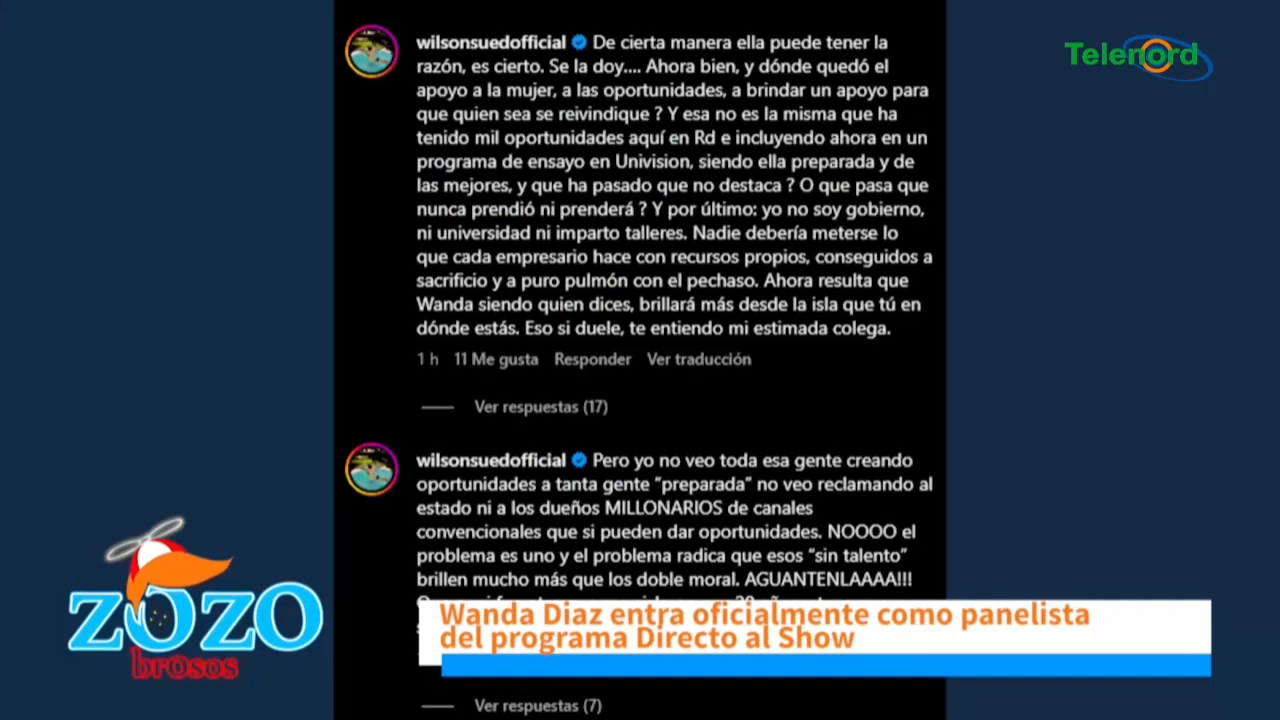 wilsonsuedofficial De cierta manera ella puede tener la
razón, es cierto. Se la doy.... Ahora bien, y dónde quedó el
apoyo a la mujer, a las oportunidades, a brindar un apoyo para
que quien sea se reivindique ? Y esa no es la misma que ha
tenido mil oportunidades aquí en Rd e incluyendo ahora en un
programa de ensayo en Univision, siendo ella preparada y de
las mejores, y que ha pasado que no destaca ? O que pasa que
nunca prendió ni prenderá ? Y por último: yo no soy gobierno,
ni universidad ni imparto talleres. Nadie debería meterse lo
que cada empresario hace con recursos propios, conseguidos a
sacrificio y a puro pulmón con el pechaso. Ahora resulta que
Wanda siendo quien dices, brillará más desde la isla que tú en
dónde estás. Eso si duele, te entiendo mi estimada colega.
1 h 11 Me gusta Responder Ver traducción
Ver respuestas (17)
wilsonsuedofficial Pero yo no veo toda esa gente creando
oportunidades a tanta gente "preparada" no veo reclamando al
estado ni a los dueños MILLONARIOS de canales
convencionales que si pueden dar oportunidades. NOOOO el
problema es uno y el problema radica que esos "sin talento"
brillen mucho más que los doble moral. AGUANTENLAAAA!!!
Ver respuestas (7)
Telenord
ZOZO
brosos
Wanda Diaz entra oficialmente como panelista
del programa Directo al Show